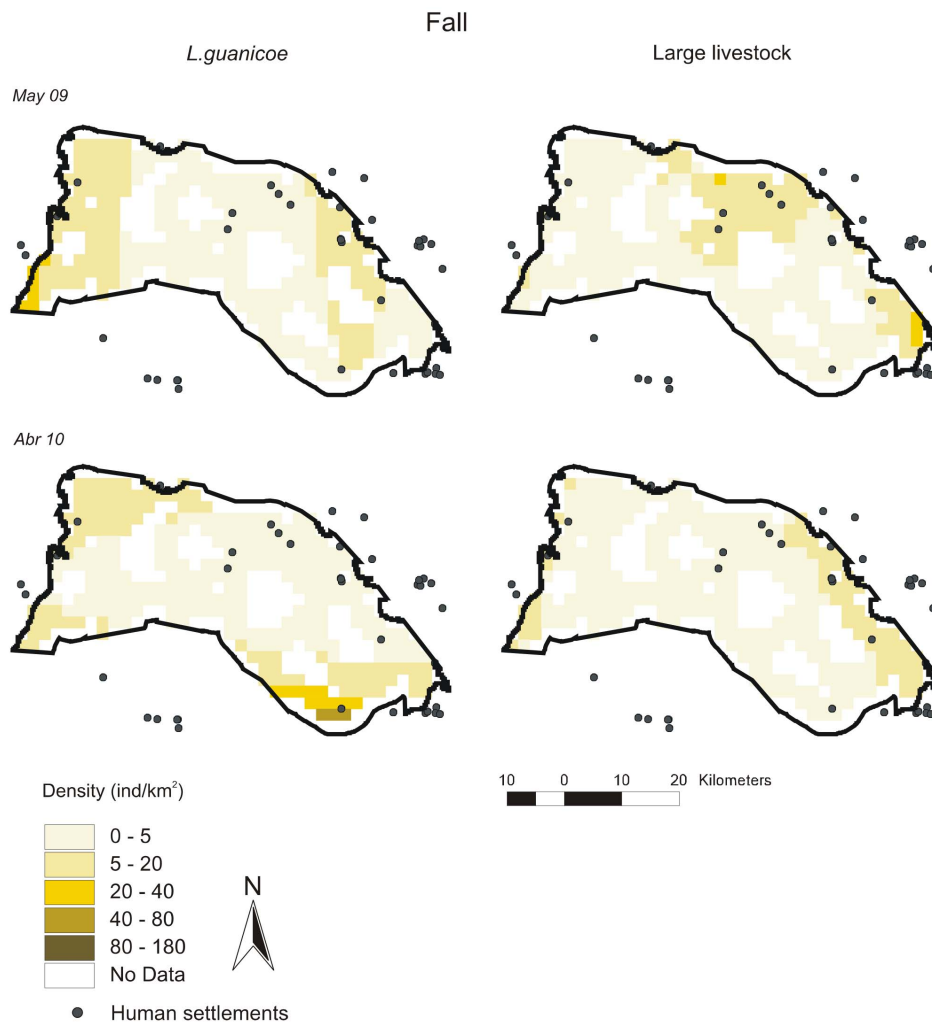 Fall
L.guanicoe
Large livestock
May 09
Abr 10
10 0 10 20 Kilometers
Density (ind/km²)
0 - 5
5 - 20
20 - 40
40 - 80
80 - 180
No Data
N
Human settlements